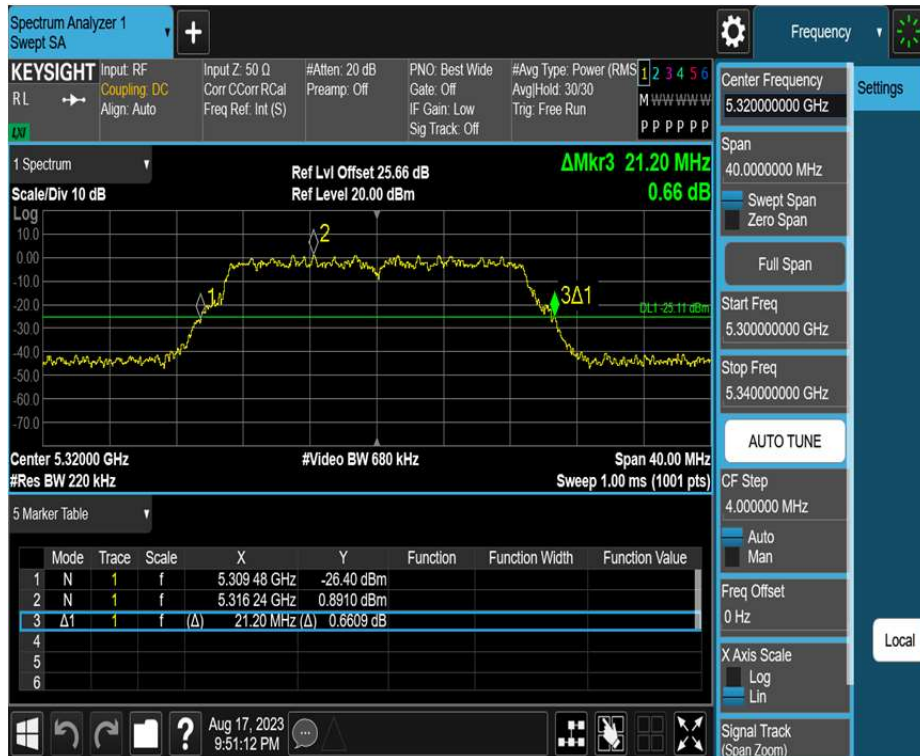 Spectrum Analyzer 1
Swept SA
+
Frequency
KEYSIGHT
RL
LXI
Input: RF
Coupling: DC
Align: Auto
Input Z: 50 Ω
Corr CCorr RCal
Freq Ref: Int (S)
#Atten: 20 dB
Preamp: Off
PNO: Best Wide
Gate: Off
IF Gain: Low
Sig Track: Off
#Avg Type: Power (RMS
Avg|Hold: 30/30
Trig: Free Run
1 2 3 4 5 6
M W W W W W
P P P P P P
1 Spectrum
Scale/Div 10 dB
Ref Lvl Offset 25.66 dB
Ref Level 20.00 dBm
ΔMkr3 21.20 MHz
0.66 dB
Log
10.0
0.00
-10.0
-20.0
-30.0
-40.0
-50.0
-60.0
-70.0
1
2
3Δ1
DL1 -25.11 dBm
Center 5.32000 GHz
#Res BW 220 kHz
#Video BW 680 kHz
Span 40.00 MHz
Sweep 1.00 ms (1001 pts)
5 Marker Table
Mode Trace Scale X Y Function Function Width Function Value
1 N 1 f 5.309 48 GHz -26.40 dBm
2 N 1 f 5.316 24 GHz 0.8910 dBm
3 Δ1 1 f (Δ) 21.20 MHz (Δ) 0.6609 dB
4
5
6
?
Aug 17, 2023
9:51:12 PM
Center Frequency
5.320000000 GHz
Span
40.0000000 MHz
Swept Span
Zero Span
Full Span
Start Freq
5.300000000 GHz
Stop Freq
5.340000000 GHz
AUTO TUNE
CF Step
4.000000 MHz
Auto
Man
Freq Offset
0 Hz
X Axis Scale
Log
Lin
Signal Track
(Span Zoom)
Settings
Local